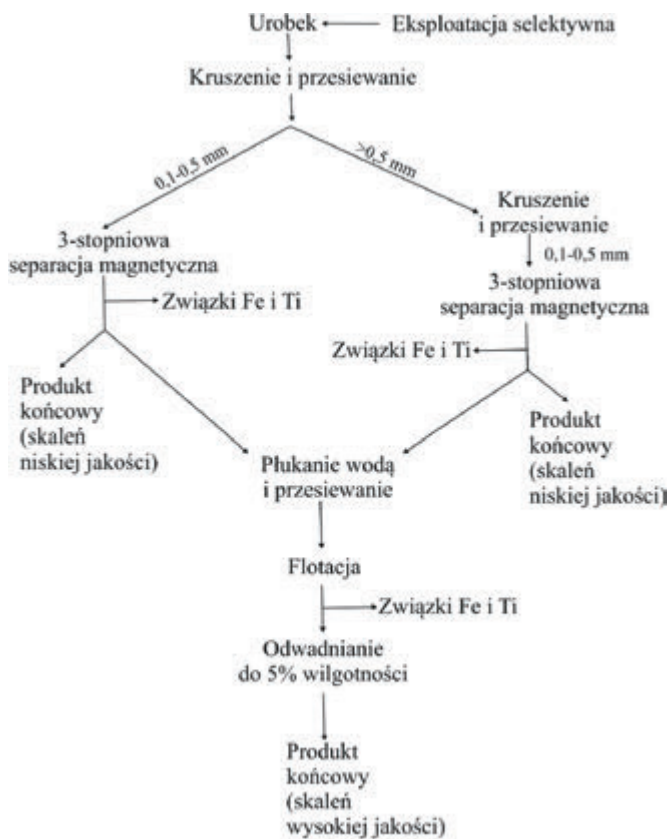 Urobek
Eksploatacja selektywna
Kruszenie i przesiewanie
0,1-0,5 mm
>0,5 mm
3-stopniowa
separacja magnetyczna
Związki Fe i Ti
Produkt
końcowy
(skaleń
niskiej jakości)
Kruszenie
i przesiewanie
0,1-0,5 mm
3-stopniowa
separacja magnetyczna
Związki Fe i Ti
Produkt
końcowy
(skaleń
niskiej jakości)
Płukanie wodą
i przesiewanie
Flotacja
Związki Fe i Ti
Odwadnianie
do 5% wilgotności
Produkt
końcowy
(skaleń
wysokiej jakości)